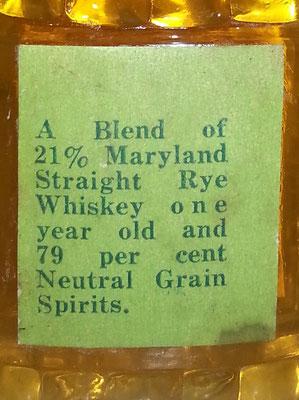 A Blend of
21% Maryland
Straight Rye
Whiskey one
year old and
79 per cent
Neutral Grain
Spirits.